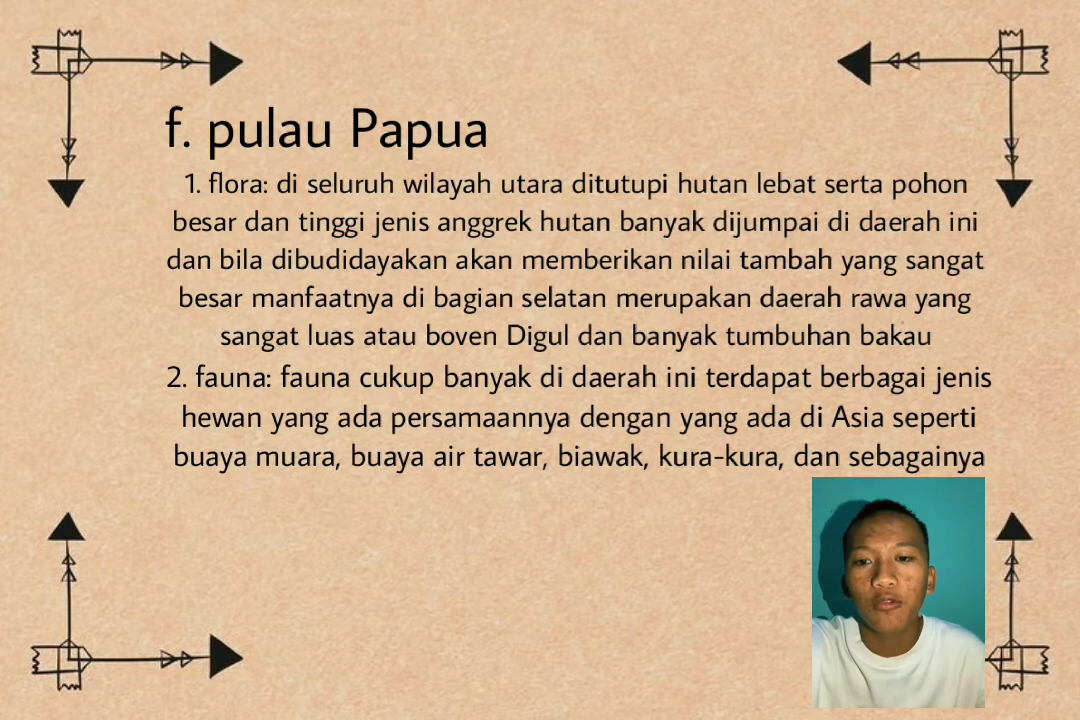 f. pulau Papua
1. flora: di seluruh wilayah utara ditutupi hutan lebat serta pohon
besar dan tinggi jenis anggrek hutan banyak dijumpai di daerah ini
dan bila dibudidayakan akan memberikan nilai tambah yang sangat
besar manfaatnya di bagian selatan merupakan daerah rawa yang
sangat luas atau boven Digul dan banyak tumbuhan bakau
2. fauna: fauna cukup banyak di daerah ini terdapat berbagai jenis
hewan yang ada persamaannya dengan yang ada di Asia seperti
buaya muara, buaya air tawar, biawak, kura-kura, dan sebagainya